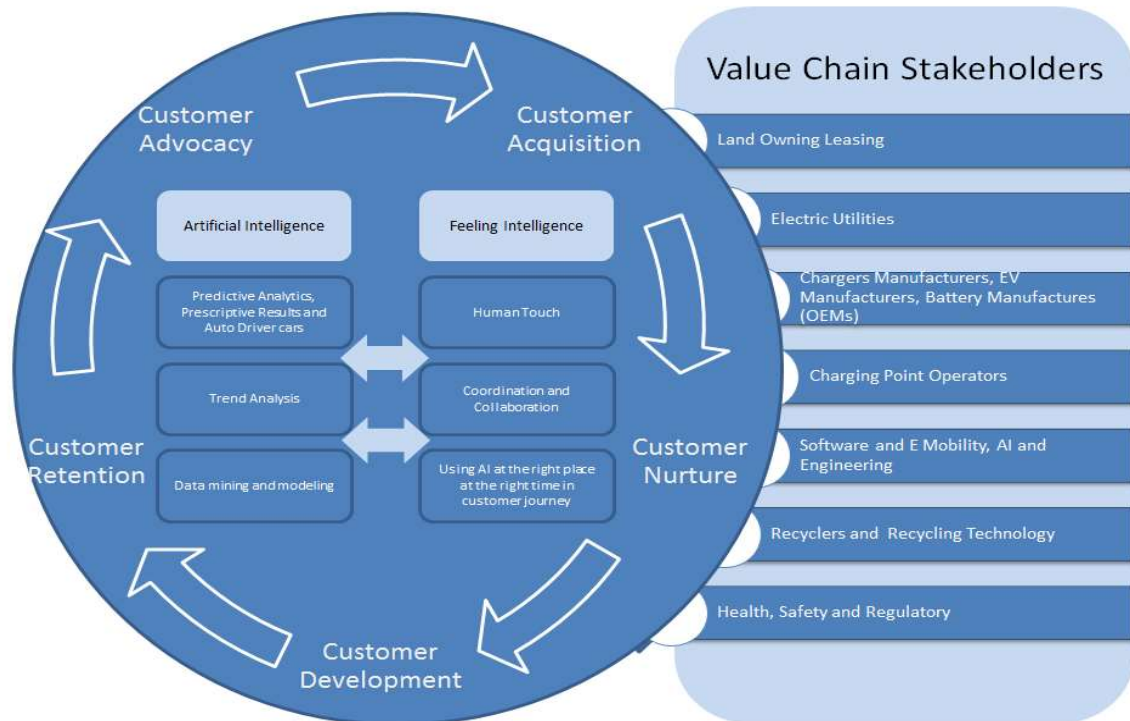 Customer
Advocacy
Customer
Acquisition
Artificial Intelligence
Feeling Intelligence
Predictive Analytics,
Prescriptive Results and
Auto Driver cars
Human Touch
Trend Analysis
Coordination and
Collaboration
Data mining and modeling
Using AI at the right place
at the right time in
customer journey
Customer
Retention
Customer
Nurture
Customer
Development
Value Chain Stakeholders
Land Owning Leasing
Electric Utilities
Chargers Manufacturers, EV
Manufacturers, Battery Manufactures
(OEMs)
Charging Point Operators
Software and E Mobility, AI and
Engineering
Recyclers and Recycling Technology
Health, Safety and Regulatory